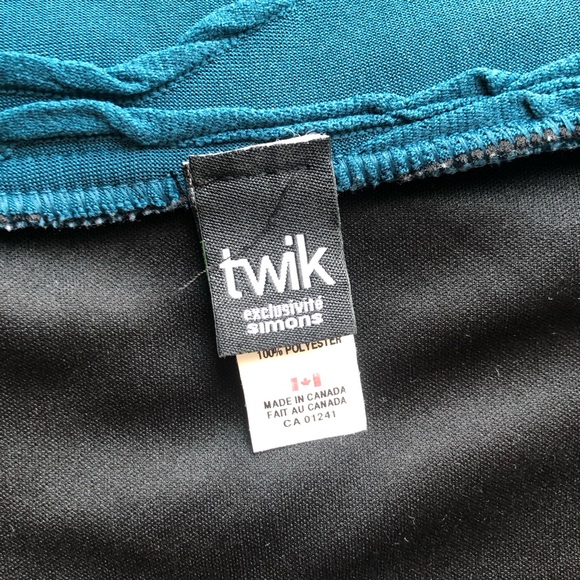 twik
exclusivité
simons
100% POLYESTER
MADE IN CANADA
FAIT AU CANADA
CA 01241